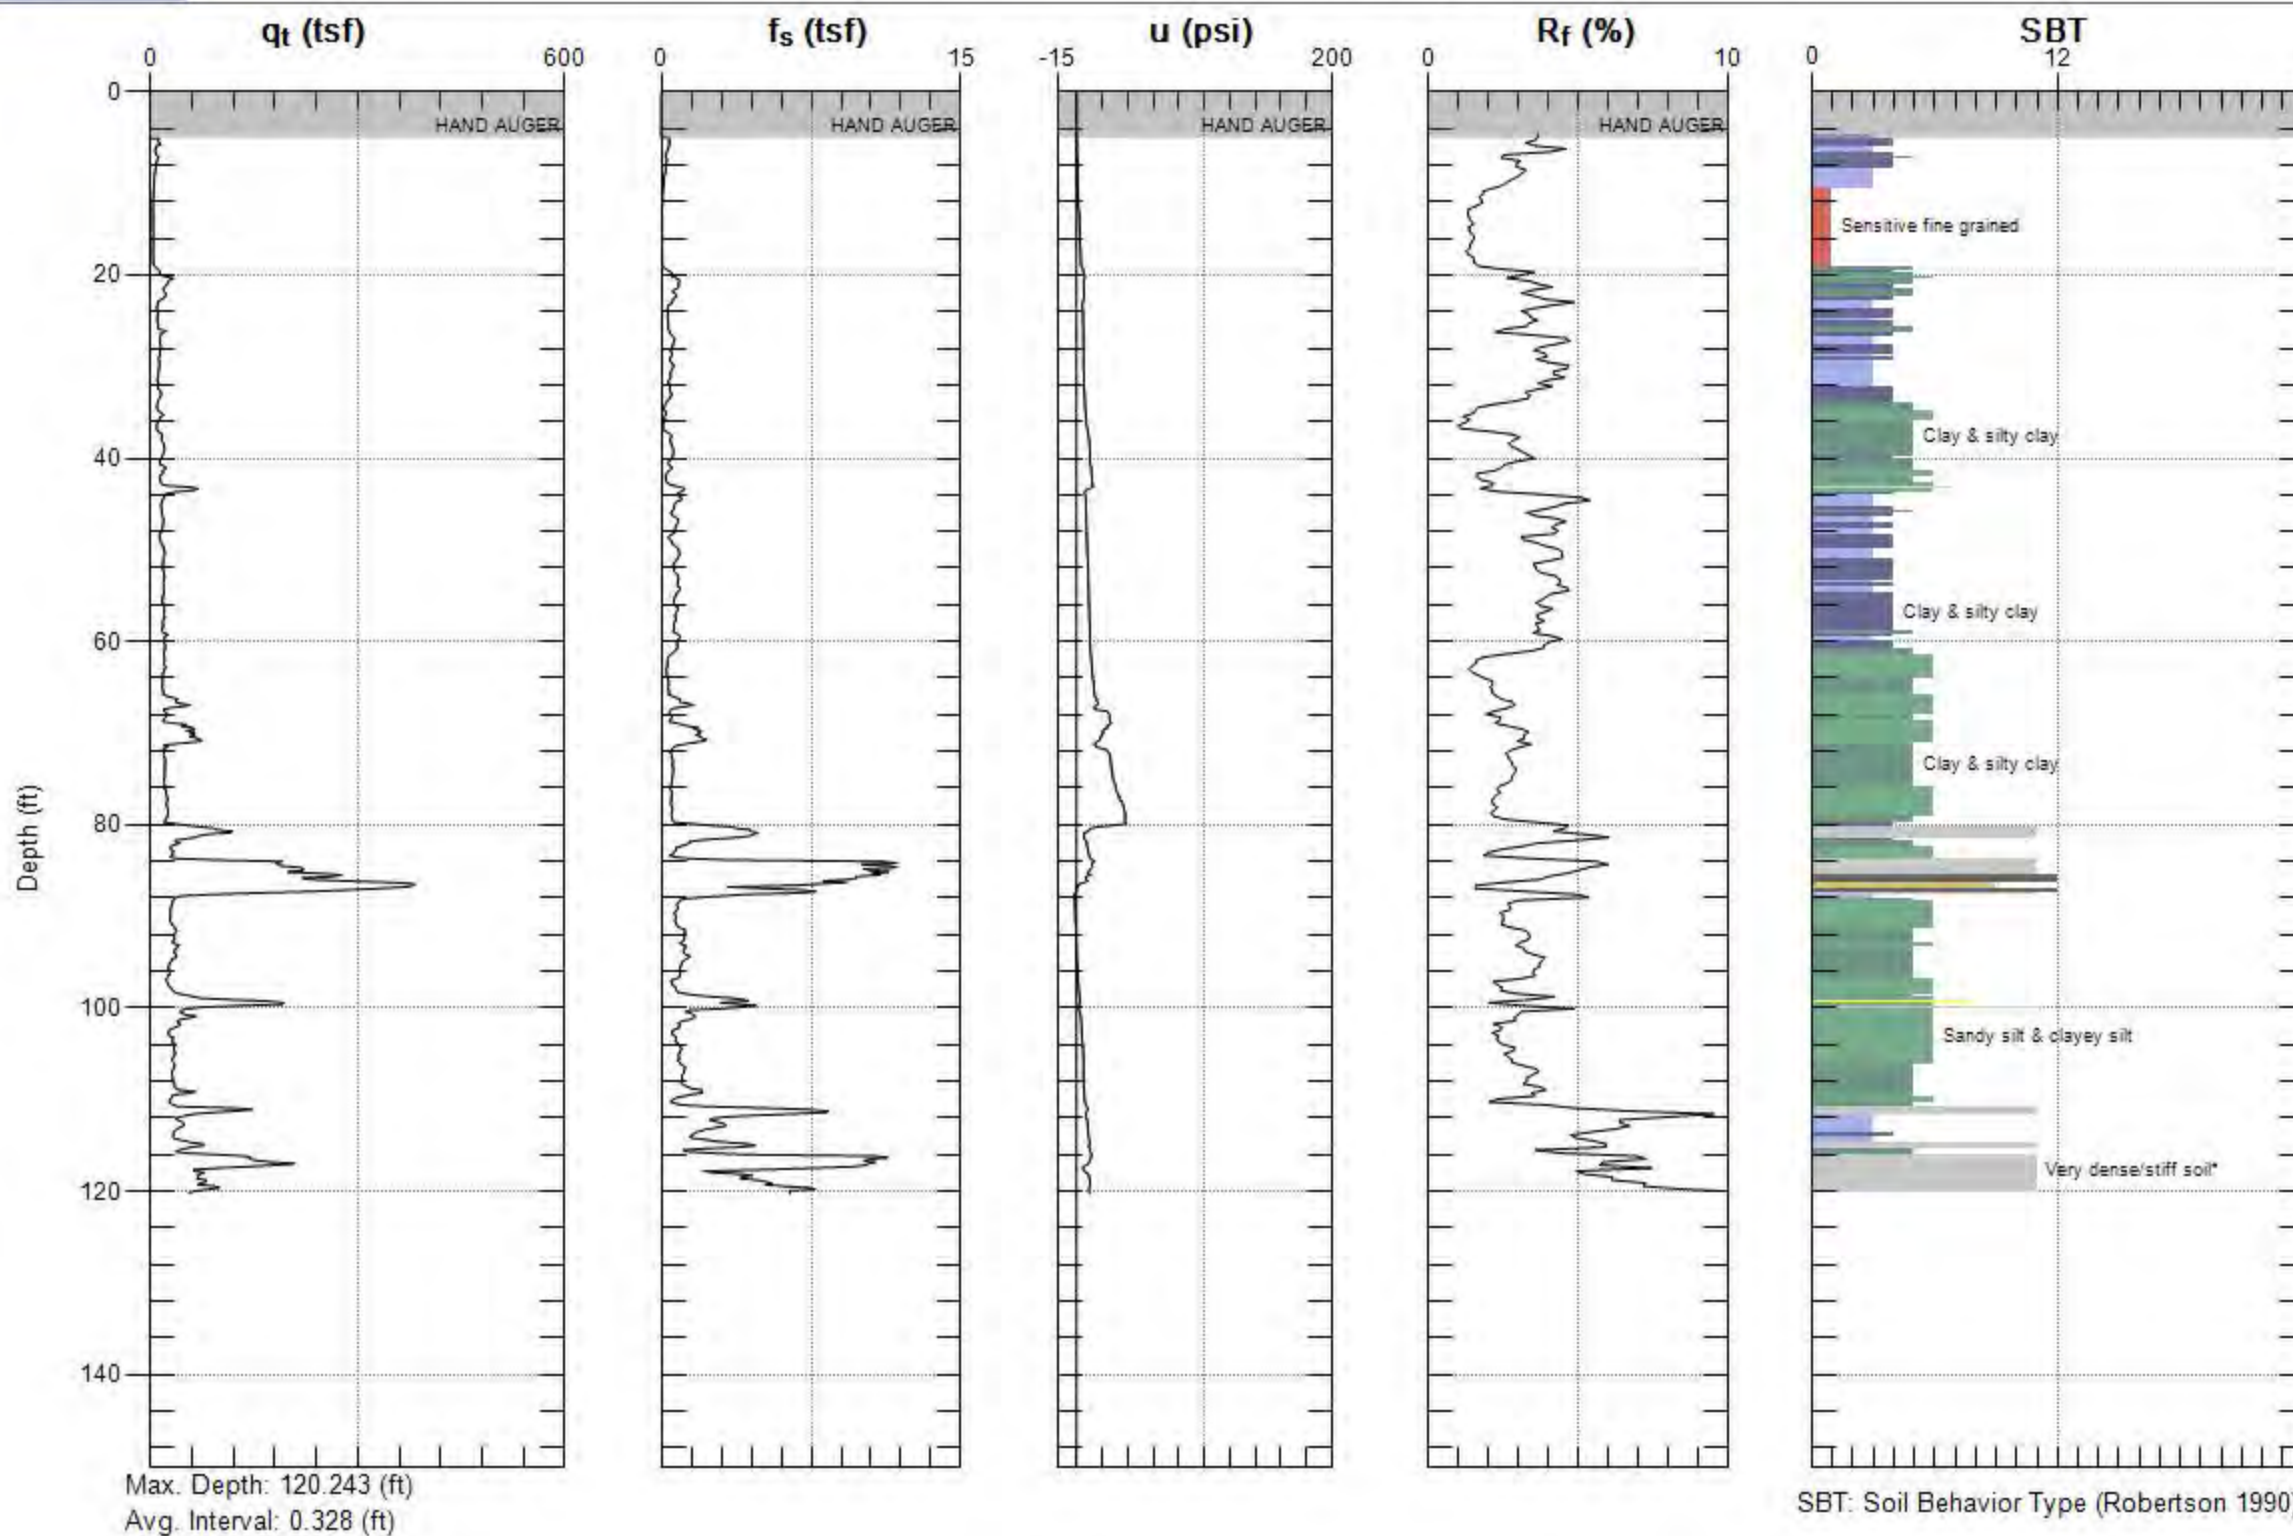 qt (tsf)
fs (tsf)
u (psi)
Rf (%)
SBT
0 600
0 15
-15 200
0 10
0 12
0
HAND AUGER
HAND AUGER
HAND AUGER
HAND AUGER
Sensitive fine grained
20
Clay & silty clay
40
Clay & silty clay
60
Clay & silty clay
Depth (ft)
80
100
Sandy silt & clayey silt
Very dense/stiff soil*
120
140
Max. Depth: 120.243 (ft)
Avg. Interval: 0.328 (ft)
SBT: Soil Behavior Type (Robertson 1990)